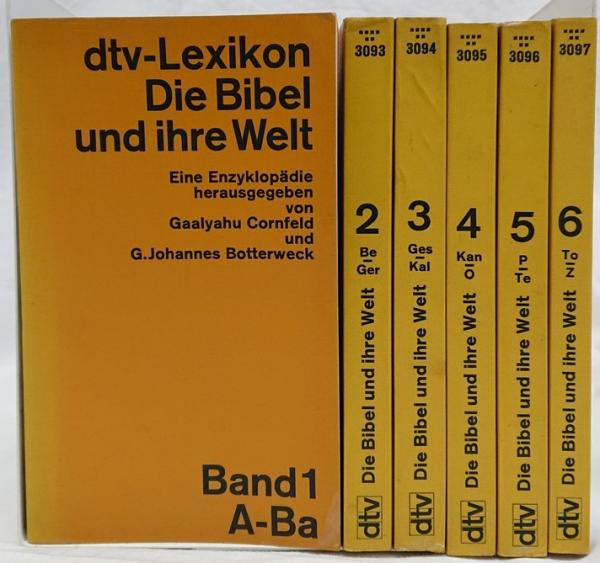 dtv-Lexikon
Die Bibel
und ihre Welt
Eine Enzyklopädie
herausgegeben
von
Gaalyahu Cornfeld
und
G.Johannes Botterweck
Band 1
A-Ba
3093
2
Be
-
Ger
Die Bibel und ihre Welt
dtv
3094
3
Ges
-
Kal
Die Bibel und ihre Welt
dtv
3095
4
Kan
-
Ol
Die Bibel und ihre Welt
dtv
3096
5
P
-
Te
Die Bibel und ihre Welt
dtv
3097
6
To
-
Z
Die Bibel und ihre Welt
dtv